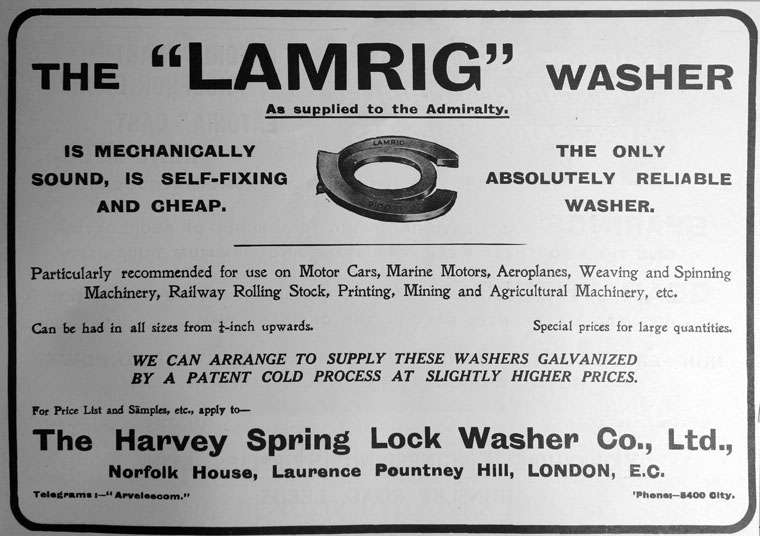 THE "LAMRIG" WASHER
As supplied to the Admiralty.
IS MECHANICALLY
SOUND, IS SELF-FIXING
AND CHEAP.
LAMRIG
THE ONLY
ABSOLUTELY RELIABLE
WASHER.
Particularly recommended for use on Motor Cars, Marine Motors, Aeroplanes, Weaving and Spinning
Machinery, Railway Rolling Stock, Printing, Mining and Agricultural Machinery, etc.
Can be had in all sizes from ¼-inch upwards. Special prices for large quantities.
WE CAN ARRANGE TO SUPPLY THESE WASHERS GALVANIZED
BY A PATENT COLD PROCESS AT SLIGHTLY HIGHER PRICES.
For Price List and Samples, etc., apply to—
The Harvey Spring Lock Washer Co., Ltd.,
Norfolk House, Laurence Pountney Hill, LONDON, E.C.
Telegrams:—"Arvelescom." 'Phone:—5400 City.